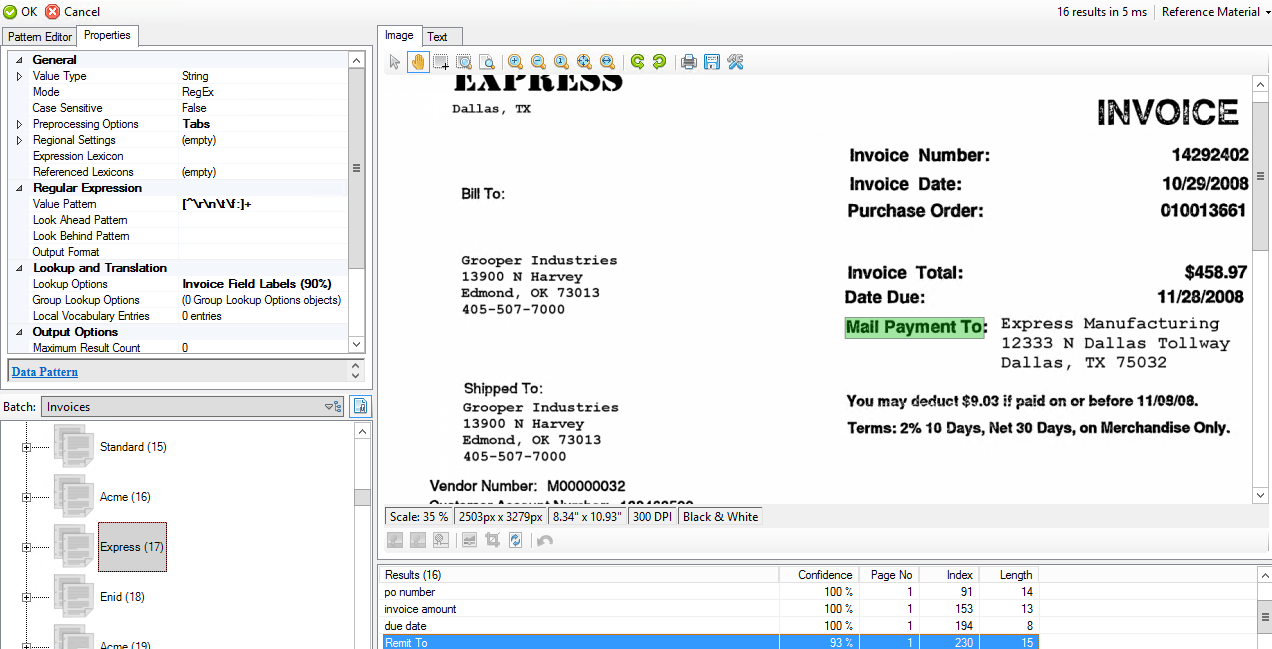 OK Cancel 16 results in 5 ms Reference Material
Pattern Editor Properties
General
Value Type String
Mode RegEx
Case Sensitive False
Preprocessing Options Tabs
Regional Settings (empty)
Expression Lexicon
Referenced Lexicons (empty)
Regular Expression
Value Pattern [^\r\n\t\f:]+
Look Ahead Pattern
Look Behind Pattern
Output Format
Lookup and Translation
Lookup Options Invoice Field Labels (90%)
Group Lookup Options (0 Group Lookup Options objects)
Local Vocabulary Entries 0 entries
Output Options
Maximum Result Count 0
Data Pattern
Batch: Invoices
Standard (15)
Acme (16)
Express (17)
Enid (18)
Acme (19)
Image Text
EXPRESS
Dallas, TX
INVOICE
Invoice Number: 14292402
Invoice Date: 10/29/2008
Purchase Order: 010013661
Bill To:
Grooper Industries
13900 N Harvey
Edmond, OK 73013
405-507-7000
Invoice Total: $458.97
Date Due: 11/28/2008
Mail Payment To: Express Manufacturing
12333 N Dallas Tollway
Dallas, TX 75032
Shipped To:
Grooper Industries
13900 N Harvey
Edmond, OK 73013
405-507-7000
You may deduct $9.03 if paid on or before 11/08/08.
Terms: 2% 10 Days, Net 30 Days, on Merchandise Only.
Vendor Number: M00000032
Customer Account Number:
Scale: 35 % 2503px x 3279px 8.34" x 10.93" 300 DPI Black & White
Results (16) Confidence Page No Index Length
po number 100 % 1 91 14
invoice amount 100 % 1 153 13
due date 100 % 1 194 8
Remit To 93 % 1 230 15